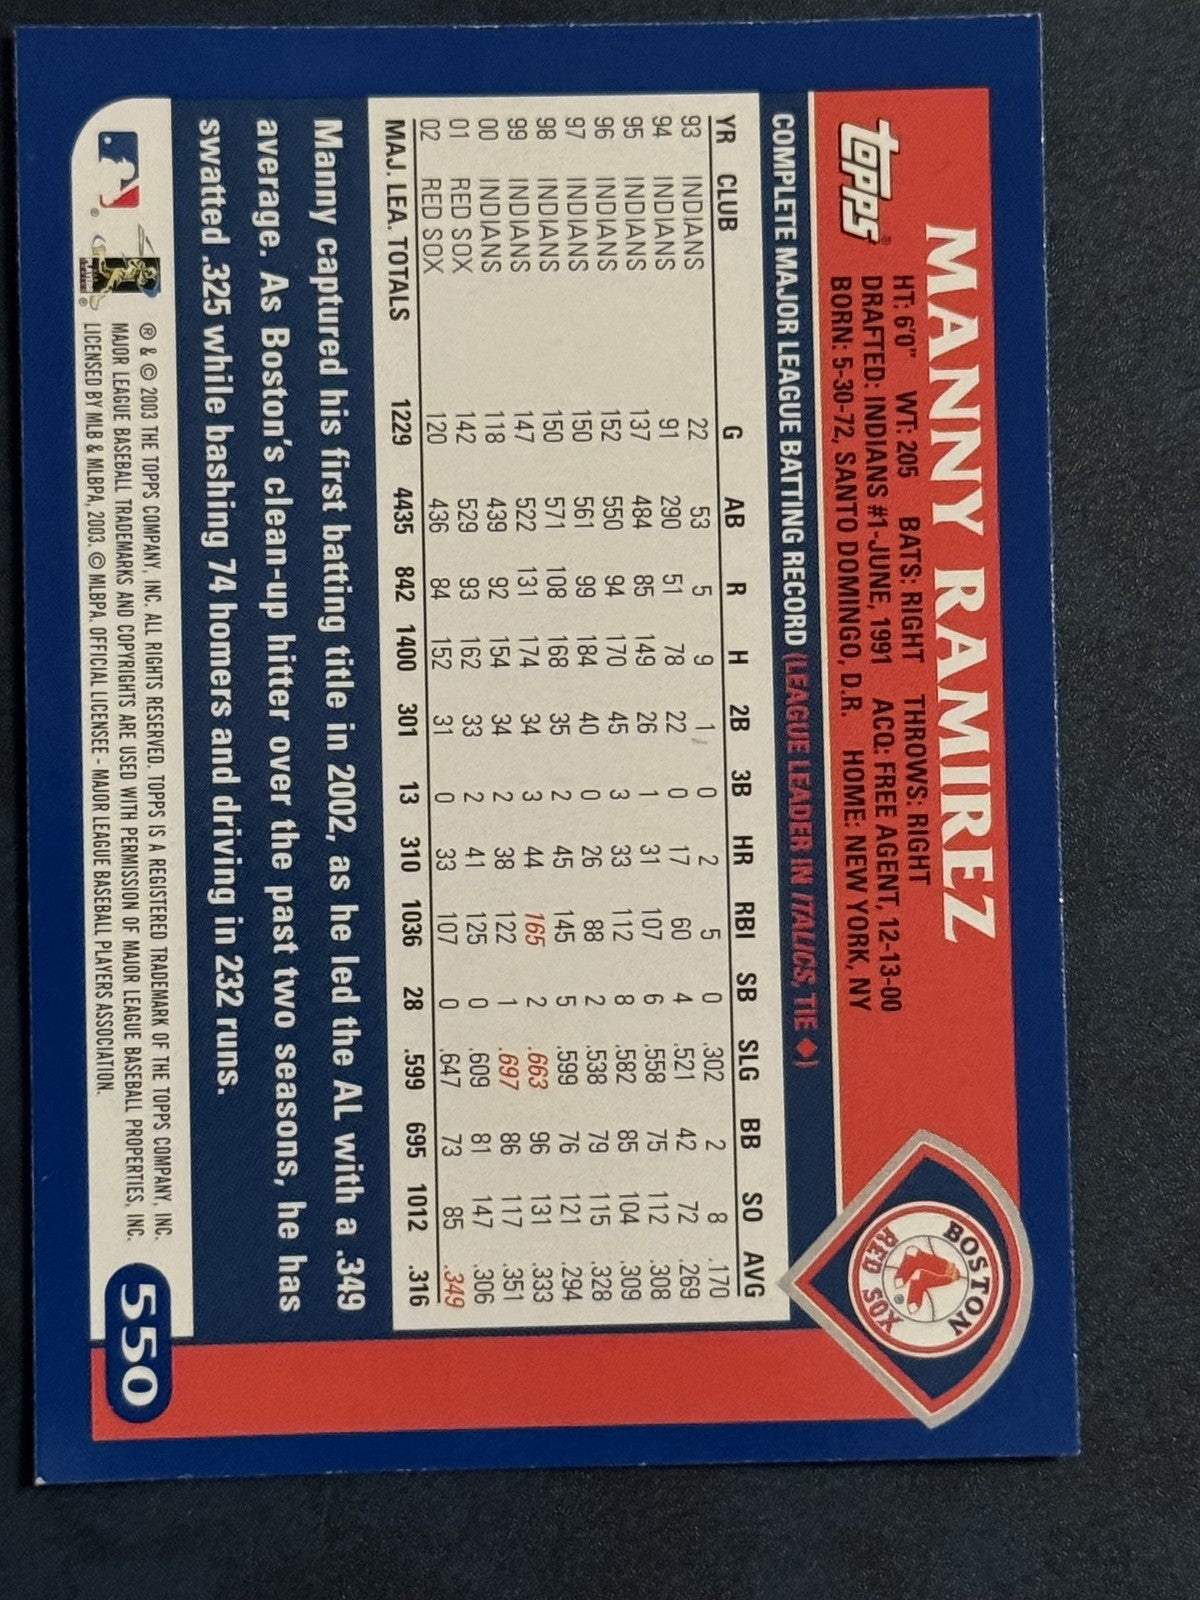 MANNY RAMIREZ
topps
HT: 6'0" WT: 205 BATS: RIGHT THROWS: RIGHT
DRAFTED: INDIANS #1-JUNE, 1991 ACQ: FREE AGENT, 12-13-00
BORN: 5-30-72, SANTO DOMINGO, D.R. HOME: NEW YORK, NY
BOSTON
RED SOX
COMPLETE MAJOR LEAGUE BATTING RECORD (LEAGUE LEADER IN ITALICS, TIE ◆)
YR CLUB G AB R H 2B 3B HR RBI SB SLG BB SO AVG
93 INDIANS 22 53 5 9 1 0 2 5 0 .302 2 8 .170
94 INDIANS 91 290 51 78 22 0 17 60 4 .521 42 72 .269
95 INDIANS 137 484 85 149 26 1 31 107 6 .558 75 112 .308
96 INDIANS 152 550 94 170 45 3 33 112 8 .582 85 104 .309
97 INDIANS 150 561 99 184 40 0 26 88 2 .538 79 115 .328
98 INDIANS 150 571 108 168 35 2 45 145 5 .599 76 121 .294
99 INDIANS 147 522 131 174 34 3 44 165 2 .663 96 131 .333
00 INDIANS 118 439 92 154 34 2 38 122 1 .697 86 117 .351
01 RED SOX 142 529 93 162 33 2 41 125 0 .609 81 147 .306
02 RED SOX 120 436 84 152 31 0 33 107 0 .647 73 85 .349
MAJ. LEA. TOTALS 1229 4435 842 1400 301 13 310 1036 28 .599 695 1012 .316
Manny captured his first batting title in 2002, as he led the AL with a .349
average. As Boston's clean-up hitter over the past two seasons, he has
swatted .325 while bashing 74 homers and driving in 232 runs.
® & © 2003 THE TOPPS COMPANY, INC. ALL RIGHTS RESERVED. TOPPS IS A REGISTERED TRADEMARK OF THE TOPPS COMPANY, INC.
MAJOR LEAGUE BASEBALL TRADEMARKS AND COPYRIGHTS ARE USED WITH PERMISSION OF MAJOR LEAGUE BASEBALL PROPERTIES, INC.
LICENSED BY MLB & MLBPA, 2003. © MLBPA. OFFICIAL LICENSEE - MAJOR LEAGUE BASEBALL PLAYERS ASSOCIATION.
550